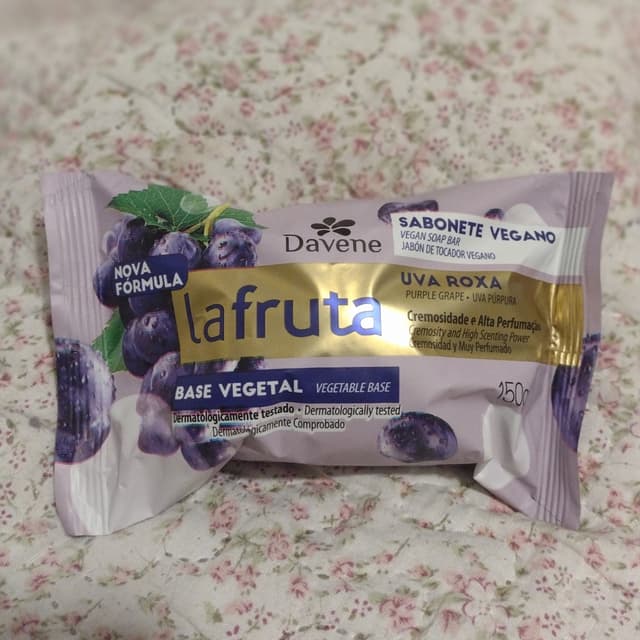 Davene
SABONETE VEGANO
VEGAN SOAP BAR
JABÓN DE TOCADOR VEGANO
NOVA
FÓRMULA
lafruta
UVA ROXA
PURPLE GRAPE • UVA PÚRPURA
Cremosidade e Alta Perfumação
Cremosity and High Scenting Power
Cremosidad y Muy Perfumado
BASE VEGETAL VEGETABLE BASE
Dermatologicamente testado • Dermatologically tested
Dermatológicamente Comprobado